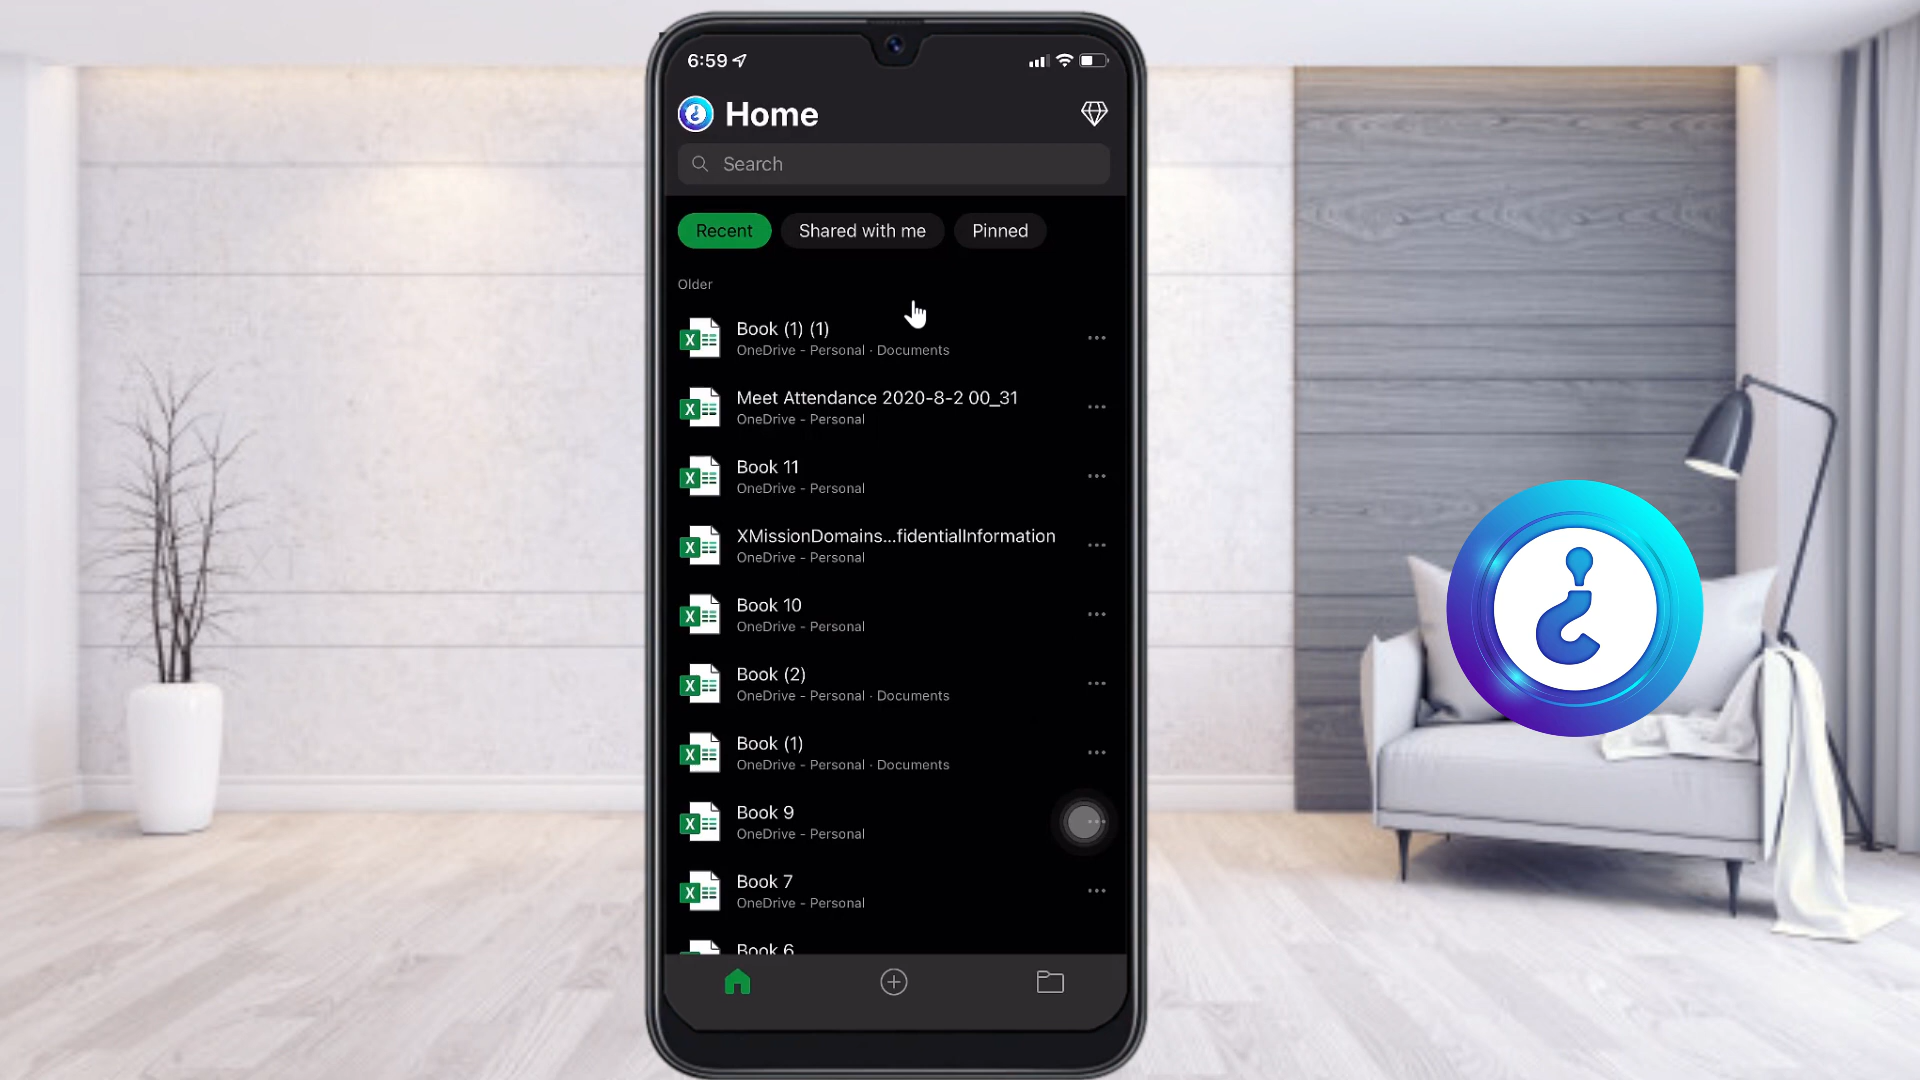 6:59
Home
Search
Recent
Shared with me
Pinned
Older
Book (1) (1)
OneDrive - Personal · Documents
Meet Attendance 2020-8-2 00_31
OneDrive - Personal
Book 11
OneDrive - Personal
XMissionDomains...fidentialInformation
OneDrive - Personal
Book 10
OneDrive - Personal
Book (2)
OneDrive - Personal · Documents
Book (1)
OneDrive - Personal · Documents
Book 9
OneDrive - Personal
Book 7
OneDrive - Personal
Book 6